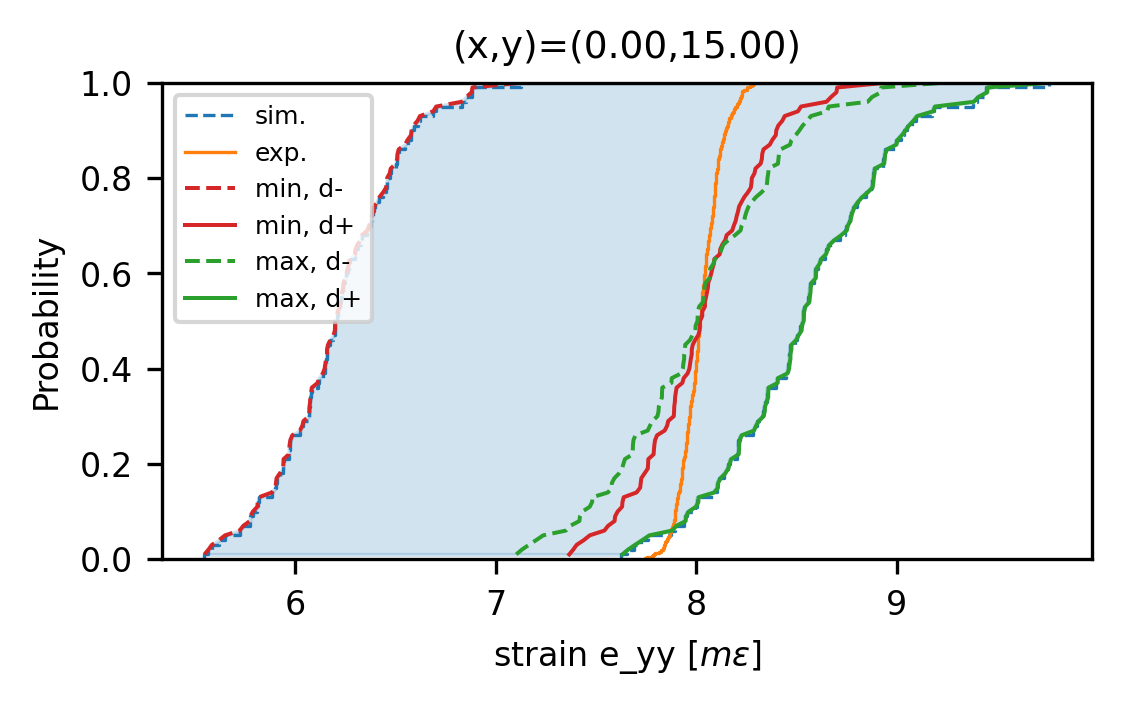 (x,y)=(0.00,15.00)
1.0
0.8
0.6
0.4
0.2
0.0
Probability
sim.
exp.
min, d-
min, d+
max, d-
max, d+
6 7 8 9
strain e_yy [mε]